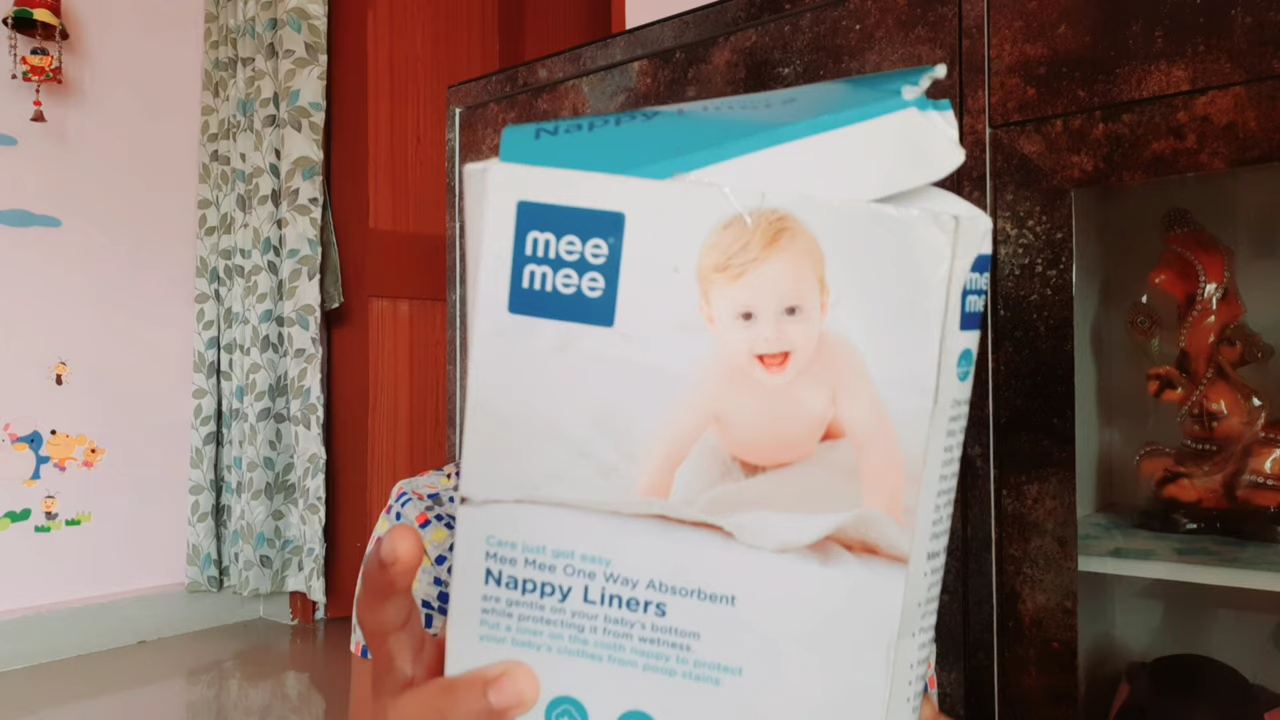 Nappy Liners
mee
mee
me
me
Care just got easy
Mee Mee One Way Absorbent
Nappy Liners
are gentle on your baby's bottom
while protecting it from wetness.
Put a liner on the cloth nappy to protect
your baby's clothes from poop stains.